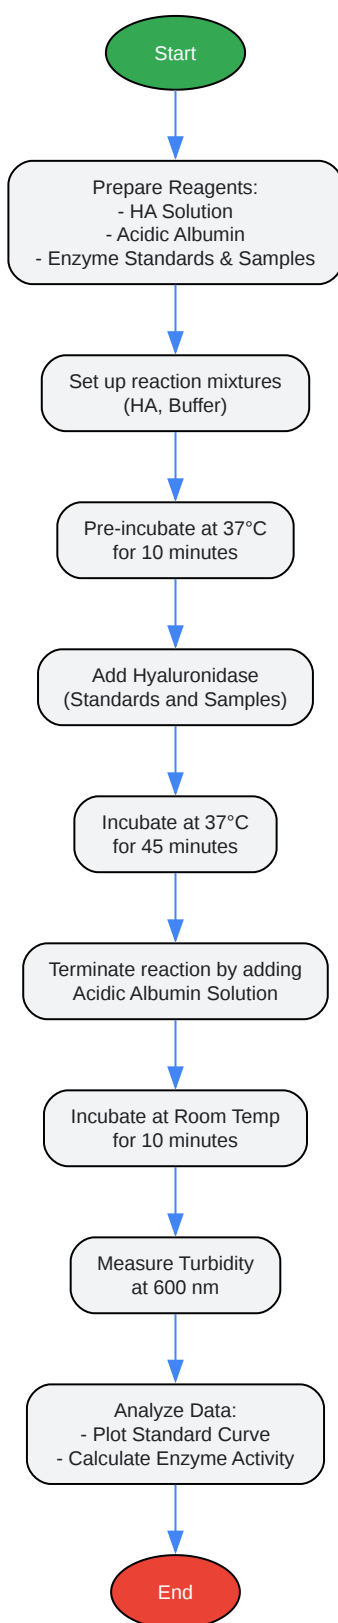 Start
Prepare Reagents:
- HA Solution
- Acidic Albumin
- Enzyme Standards & Samples
Set up reaction mixtures
(HA, Buffer)
Pre-incubate at 37°C
for 10 minutes
Add Hyaluronidase
(Standards and Samples)
Incubate at 37°C
for 45 minutes
Terminate reaction by adding
Acidic Albumin Solution
Incubate at Room Temp
for 10 minutes
Measure Turbidity
at 600 nm
Analyze Data:
- Plot Standard Curve
- Calculate Enzyme Activity
End